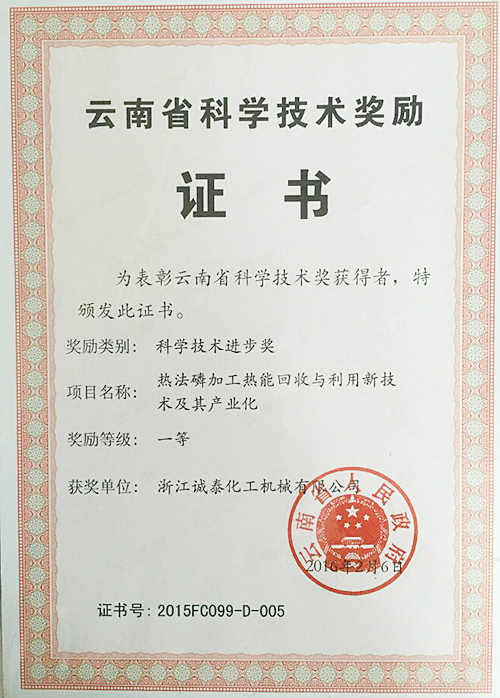 云南省科学技术奖励
证 书
为表彰云南省科学技术奖获得者，特
颁发此证书。
奖励类别： 科学技术进步奖
项目名称： 热法磷加工热能回收与利用新技
术及其产业化
奖励等级： 一等
获奖单位： 浙江诚泰化工机械有限公司
云南省人民政府
2016年2月6日
证书号: 2015FC099-D-005